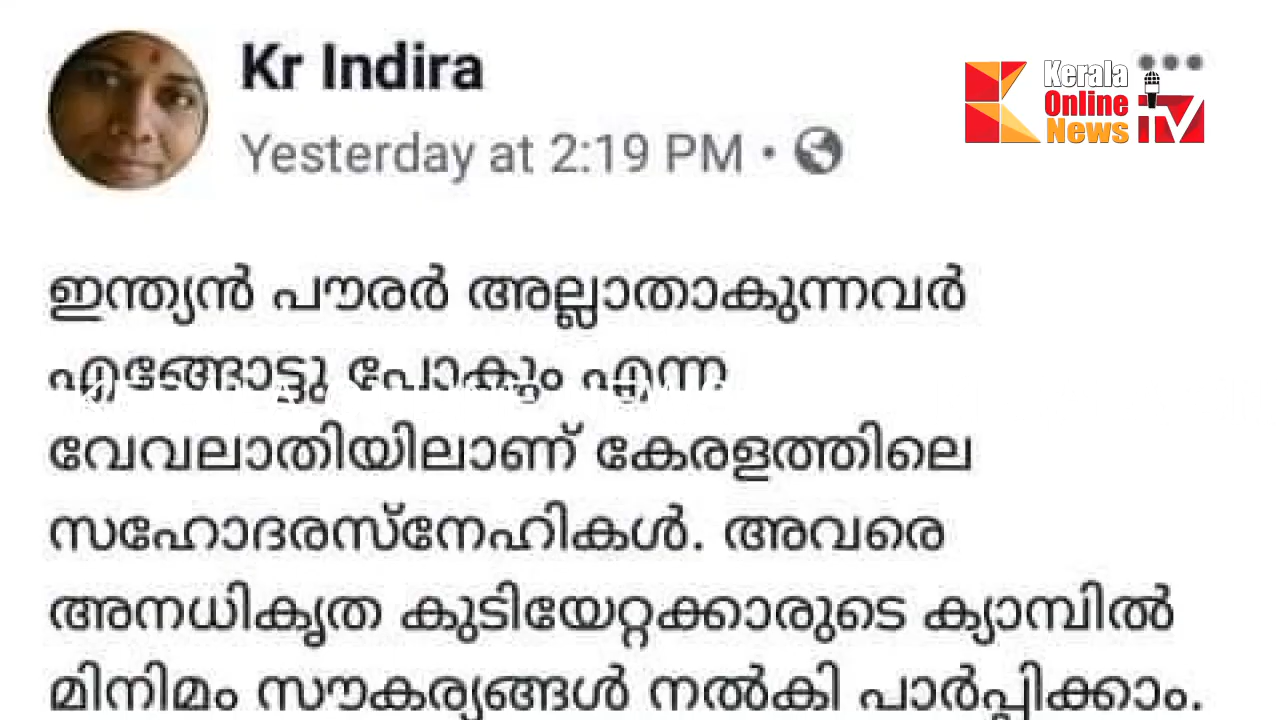 Kr Indira
Yesterday at 2:19 PM •
Kerala
Online
News TV
ഇന്ത്യൻ പൗരർ അല്ലാതാകുന്നവർ
എങ്ങോട്ടു പോകും എന്ന
വേവലാതിയിലാണ് കേരളത്തിലെ
സഹോദരസ്നേഹികൾ. അവരെ
അനധികൃത കുടിയേറ്റക്കാരുടെ ക്യാമ്പിൽ
മിനിമം സൗകര്യങ്ങൾ നൽകി പാർപ്പിക്കാം.